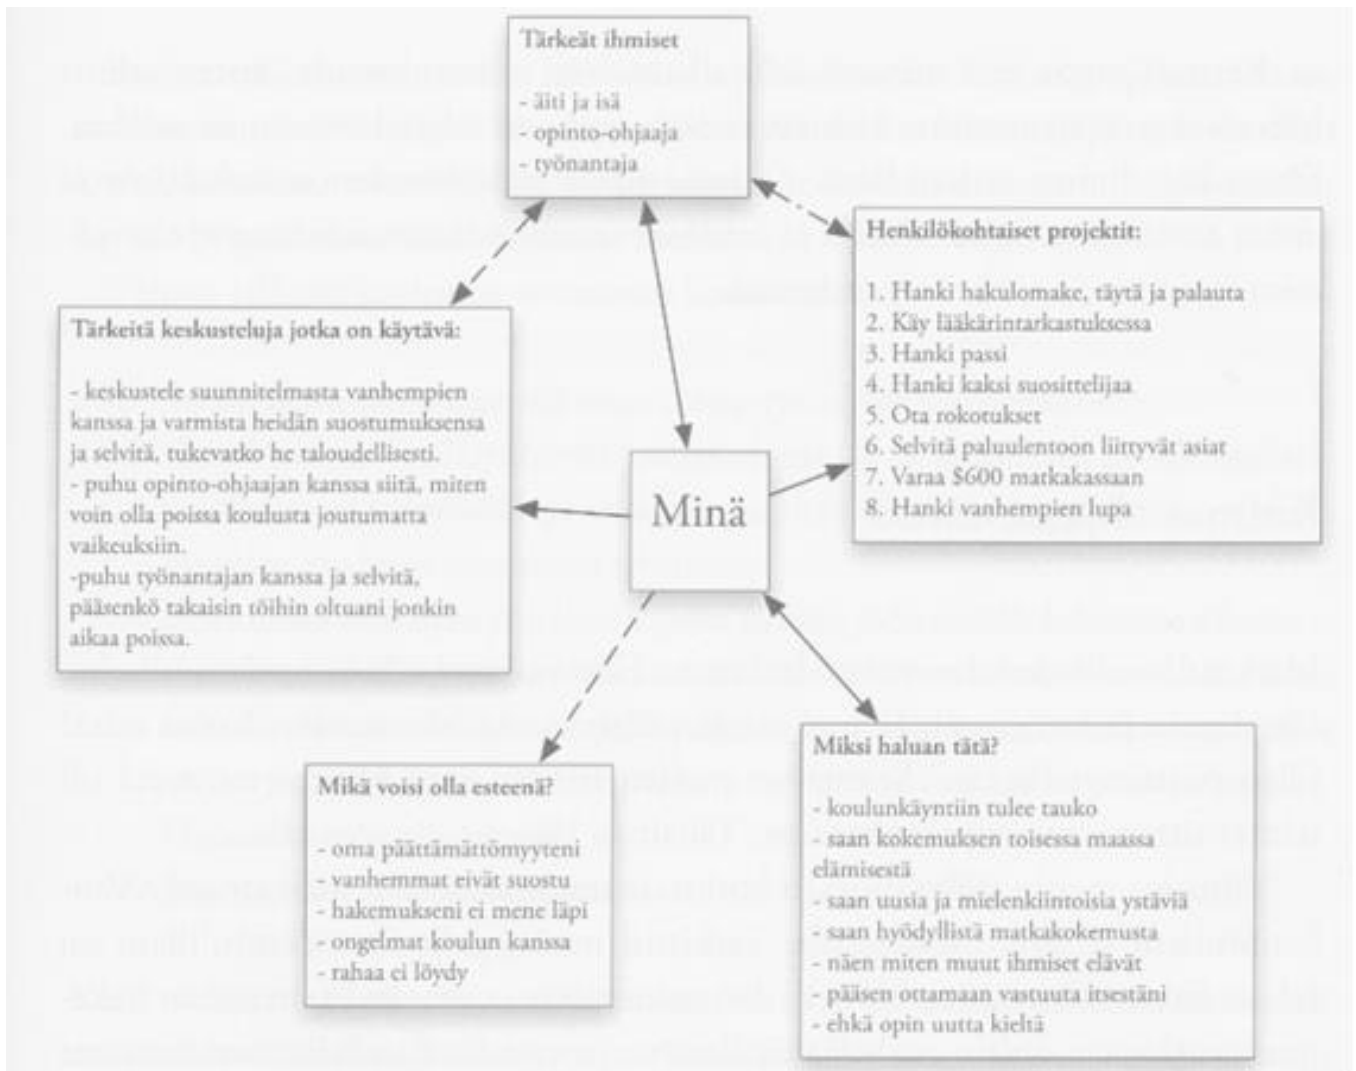 Tärkeät ihmiset
- äiti ja isä
- opinto-ohjaaja
- työnantaja
Henkilökohtaiset projektit:
1. Hanki hakulomake, täytä ja palauta
2. Käy lääkärintarkastuksessa
3. Hanki passi
4. Hanki kaksi suosittelijaa
5. Ota rokotukset
6. Selvitä paluulentoon liittyvät asiat
7. Varaa $600 matkakassaan
8. Hanki vanhempien lupa
Tärkeitä keskusteluja jotka on käytävä:
- keskustele suunnitelmasta vanhempien
kanssa ja varmista heidän suostumuksensa
ja selvitä, tukevatko he taloudellisesti.
- puhu opinto-ohjaajan kanssa siitä, miten
voin olla poissa koulusta joutumatta
vaikeuksiin.
-puhu työnantajan kanssa ja selvitä,
pääsenkö takaisin töihin oltuani jonkin
aikaa poissa.
Minä
Mikä voisi olla esteenä?
- oma päättämättömyyteni
- vanhemmat eivät suostu
- hakemukseni ei mene läpi
- ongelmat koulun kanssa
- rahaa ei löydy
Miksi haluan tätä?
- koulunkäyntiin tulee tauko
- saan kokemuksen toisessa maassa
elämisestä
- saan uusia ja mielenkiintoisia ystäviä
- saan hyödyllistä matkakokemusta
- näen miten muut ihmiset elävät
- pääsen ottamaan vastuuta itsestäni
- ehkä opin uutta kieltä